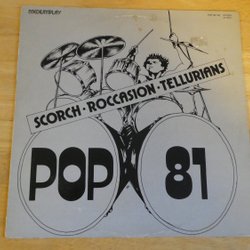 SCORCH · ROCCASION · TELLURIANS
POP 81